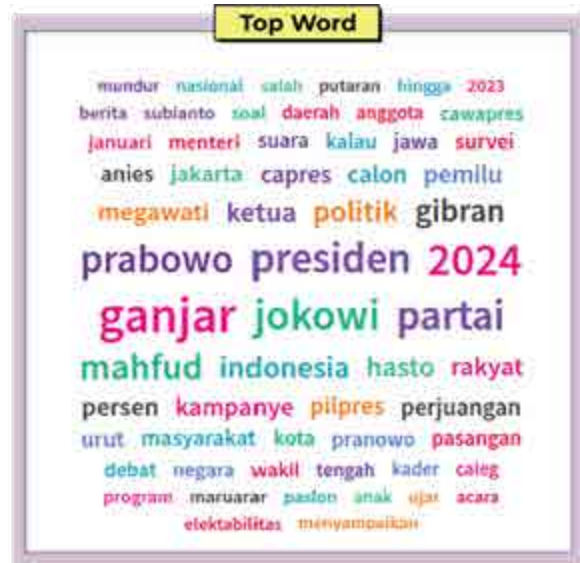 Top Word
mundur nasional salah putaran hingga 2023
berita subianto soal daerah anggota cawapres
januari menteri suara kalau jawa survei
anies jakarta capres calon pemilu
megawati ketua politik gibran
prabowo presiden 2024
ganjar jokowi partai
mahfud indonesia hasto rakyat
persen kampanye pilpres perjuangan
urut masyarakat kota pranowo pasangan
debat negara wakil tengah kader caleg
program maruarar paslon anak ujar acara
elektabilitas menyampaikan